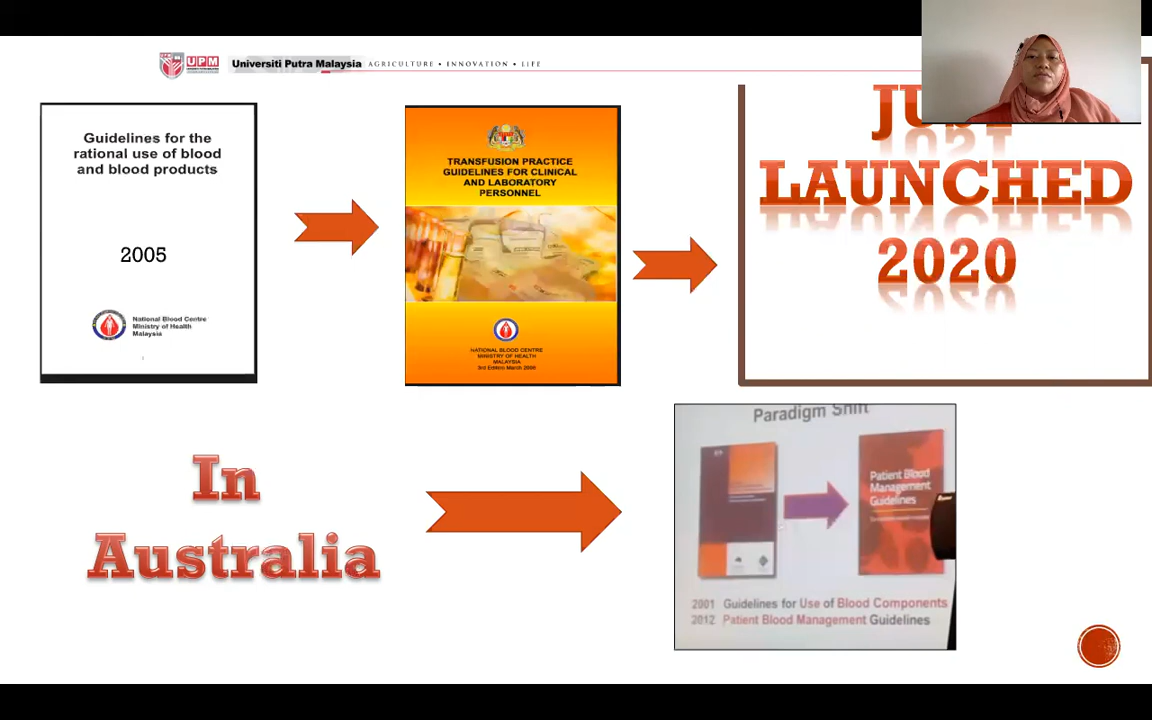 UPM
Universiti Putra Malaysia AGRICULTURE • INNOVATION • LIFE
Guidelines for the
rational use of blood
and blood products
2005
National Blood Centre
Ministry of Health
Malaysia
TRANSFUSION PRACTICE
GUIDELINES FOR CLINICAL
AND LABORATORY
PERSONNEL
NATIONAL BLOOD CENTRE
MINISTRY OF HEALTH
MALAYSIA
3rd Edition March 2009
LAUNCHED
2020
In
Australia
Paradigm Shift
Patient Blood
Management
Guidelines
2001 Guidelines for Use of Blood Components
2012 Patient Blood Management Guidelines